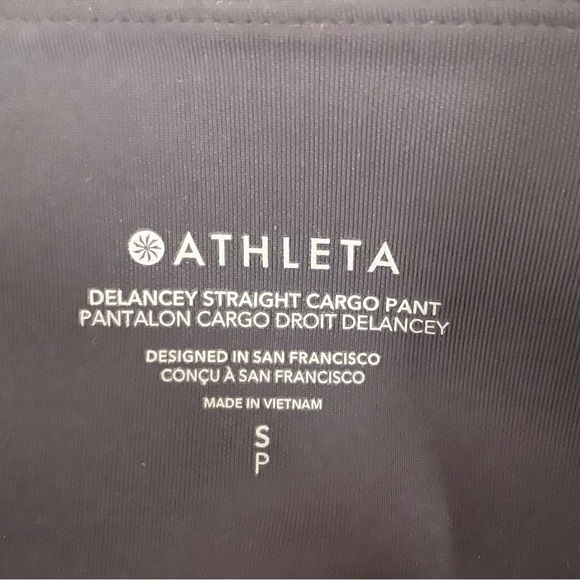 ATHLETA
DELANCEY STRAIGHT CARGO PANT
PANTALON CARGO DROIT DELANCEY
DESIGNED IN SAN FRANCISCO
CONÇU À SAN FRANCISCO
MADE IN VIETNAM
S
P